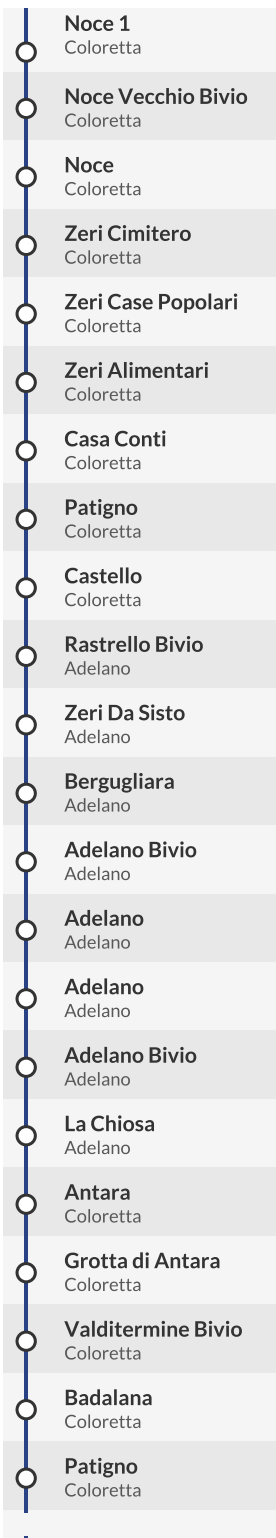 Noce 1
Coloretta
Noce Vecchio Bivio
Coloretta
Noce
Coloretta
Zeri Cimitero
Coloretta
Zeri Case Popolari
Coloretta
Zeri Alimentari
Coloretta
Casa Conti
Coloretta
Patigno
Coloretta
Castello
Coloretta
Rastrello Bivio
Adelano
Zeri Da Sisto
Adelano
Bergugliara
Adelano
Adelano Bivio
Adelano
Adelano
Adelano
Adelano
Adelano
Adelano Bivio
Adelano
La Chiosa
Adelano
Antara
Coloretta
Grotta di Antara
Coloretta
Valditermine Bivio
Coloretta
Badalana
Coloretta
Patigno
Coloretta